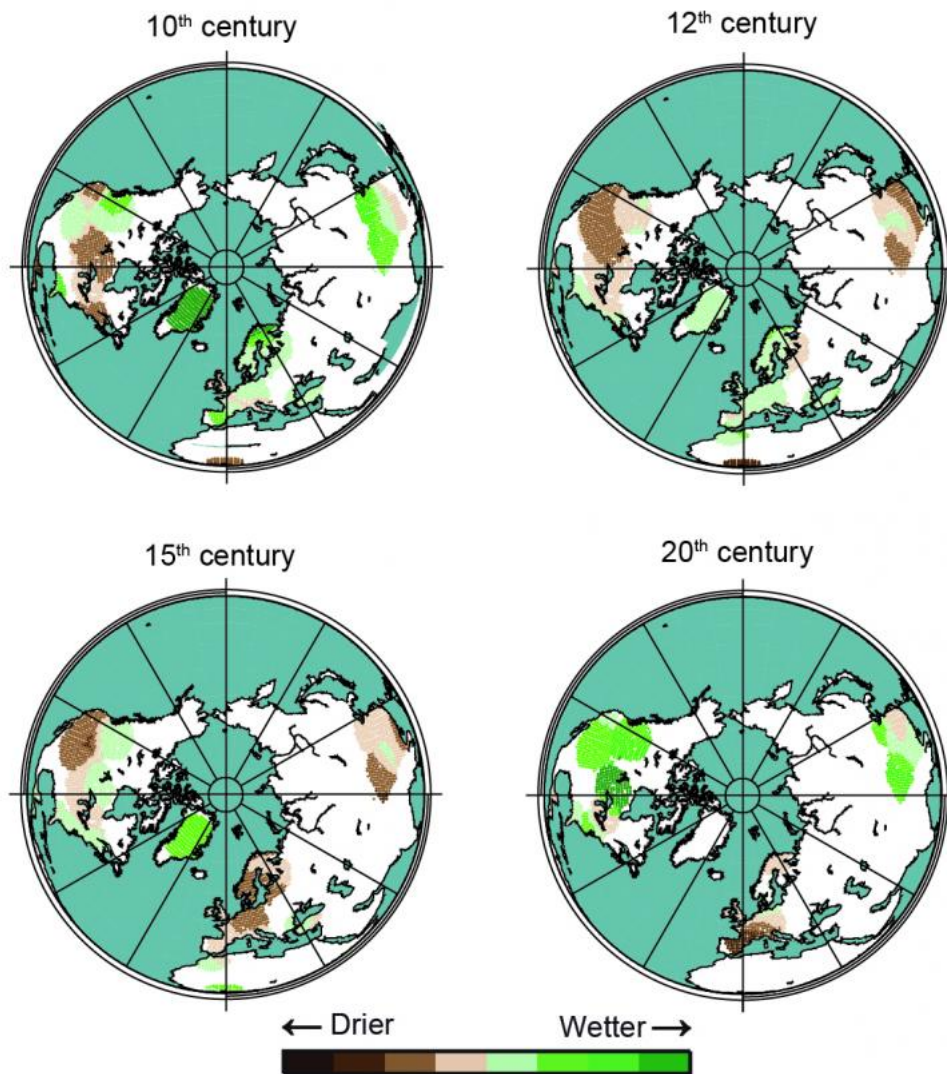 10th century
12th century
15th century
20th century
← Drier
Wetter →